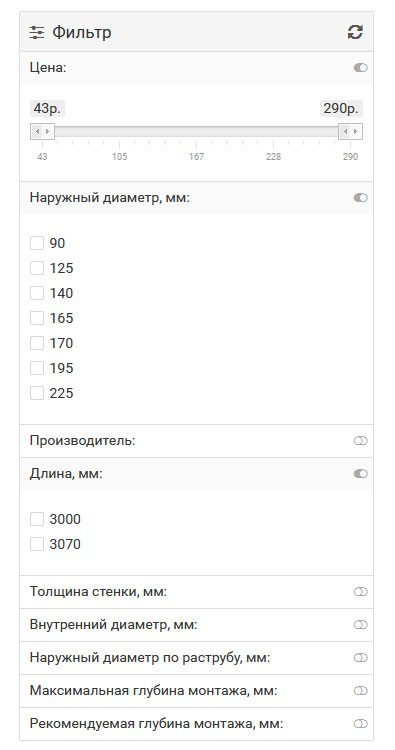 Фильтр
Цена:
43р. 290р.
43 105 167 228 290
Наружный диаметр, мм:
90
125
140
165
170
195
225
Производитель:
Длина, мм:
3000
3070
Толщина стенки, мм:
Внутренний диаметр, мм:
Наружный диаметр по раструбу, мм:
Максимальная глубина монтажа, мм:
Рекомендуемая глубина монтажа, мм: